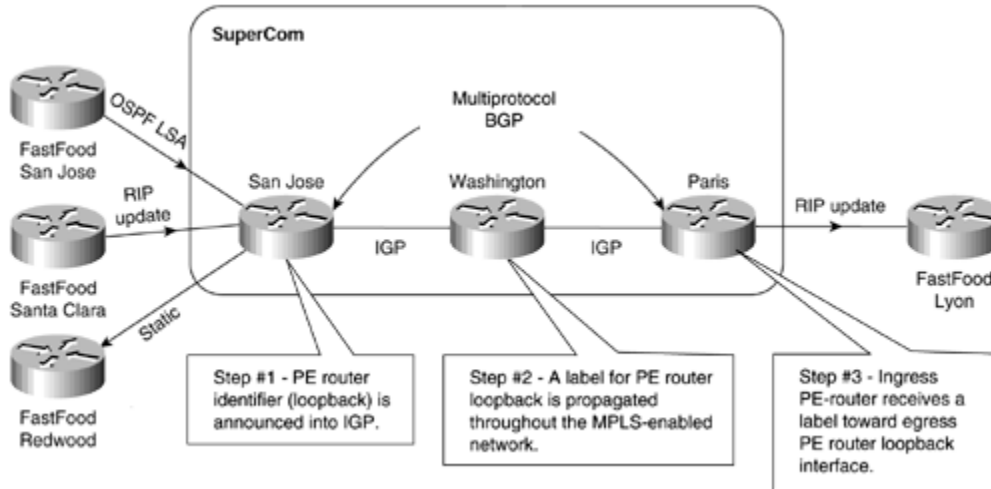 SuperCom
Multiprotocol
BGP
OSPF LSA
FastFood
San Jose
San Jose
Washington
Paris
RIP
update
RIP update
IGP
IGP
FastFood
Santa Clara
FastFood
Lyon
Static
FastFood
Redwood
Step #1 - PE router
identifier (loopback) is
announced into IGP.
Step #2 - A label for PE router
loopback is propagated
throughout the MPLS-enabled
network.
Step #3 - Ingress
PE-router receives a
label toward egress
PE router loopback
interface.